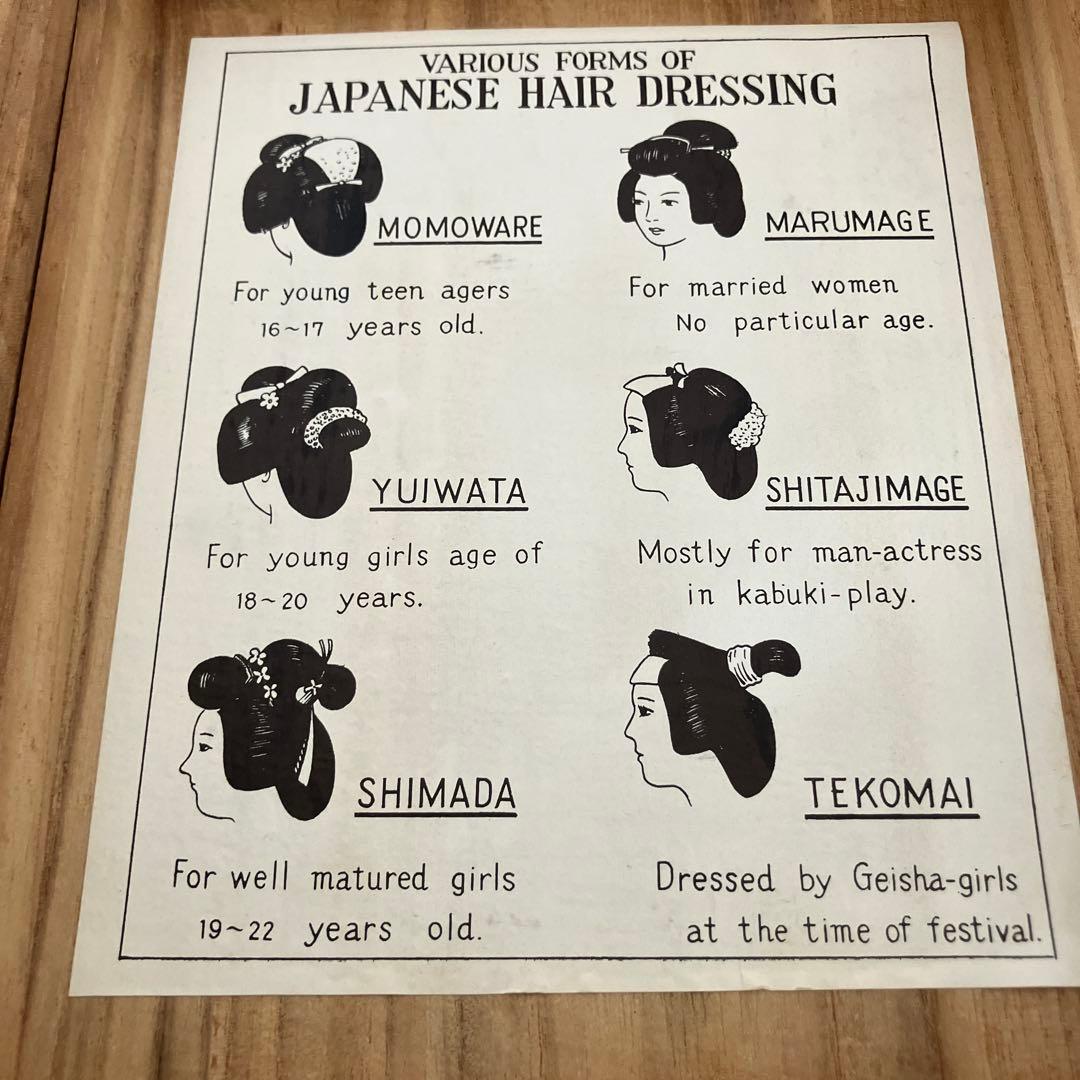 VARIOUS FORMS OF
JAPANESE HAIR DRESSING
MOMOWARE
For young teen agers
16~17 years old.
MARUMAGE
For married women
No particular age.
YUIWATA
For young girls age of
18~20 years.
SHITAJIMAGE
Mostly for man-actress
in kabuki-play.
SHIMADA
For well matured girls
19~22 years old.
TEKOMAI
Dressed by Geisha-girls
at the time of festival.